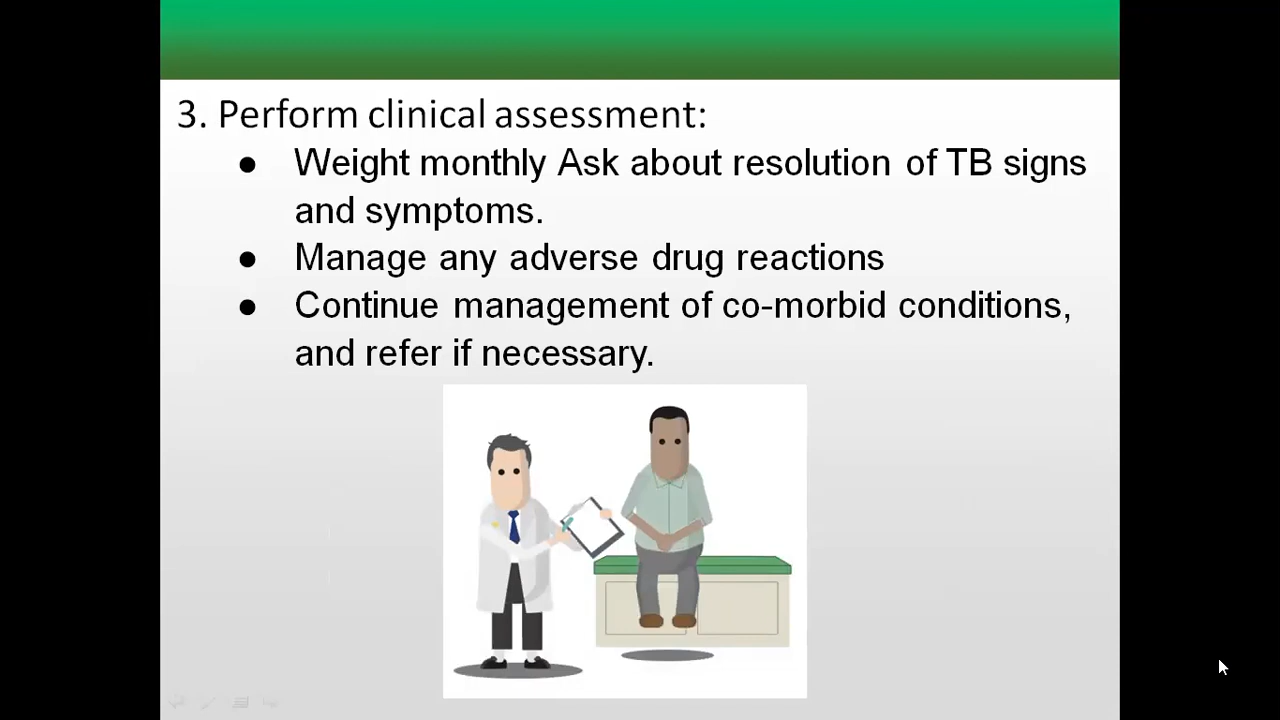 3. Perform clinical assessment:
● Weight monthly Ask about resolution of TB signs
and symptoms.
● Manage any adverse drug reactions
● Continue management of co-morbid conditions,
and refer if necessary.